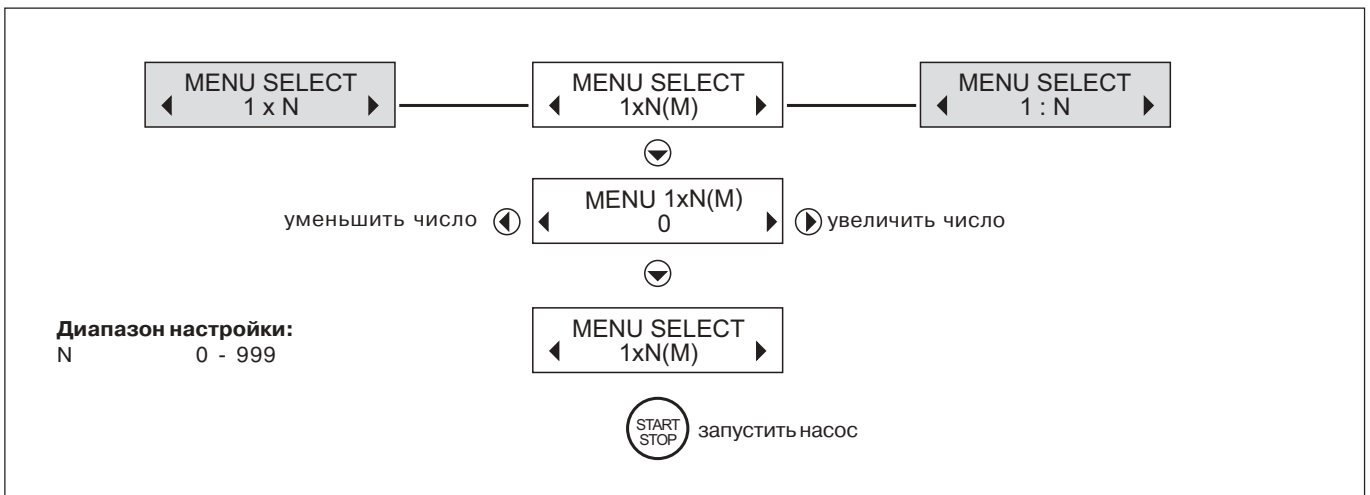 MENU SELECT
1 x N
MENU SELECT
1xN(M)
MENU SELECT
1 : N
уменьшить число
MENU 1xN(M)
0
увеличить число
Диапазон настройки:
N 0 - 999
MENU SELECT
1xN(M)
START
STOP
запустить насос